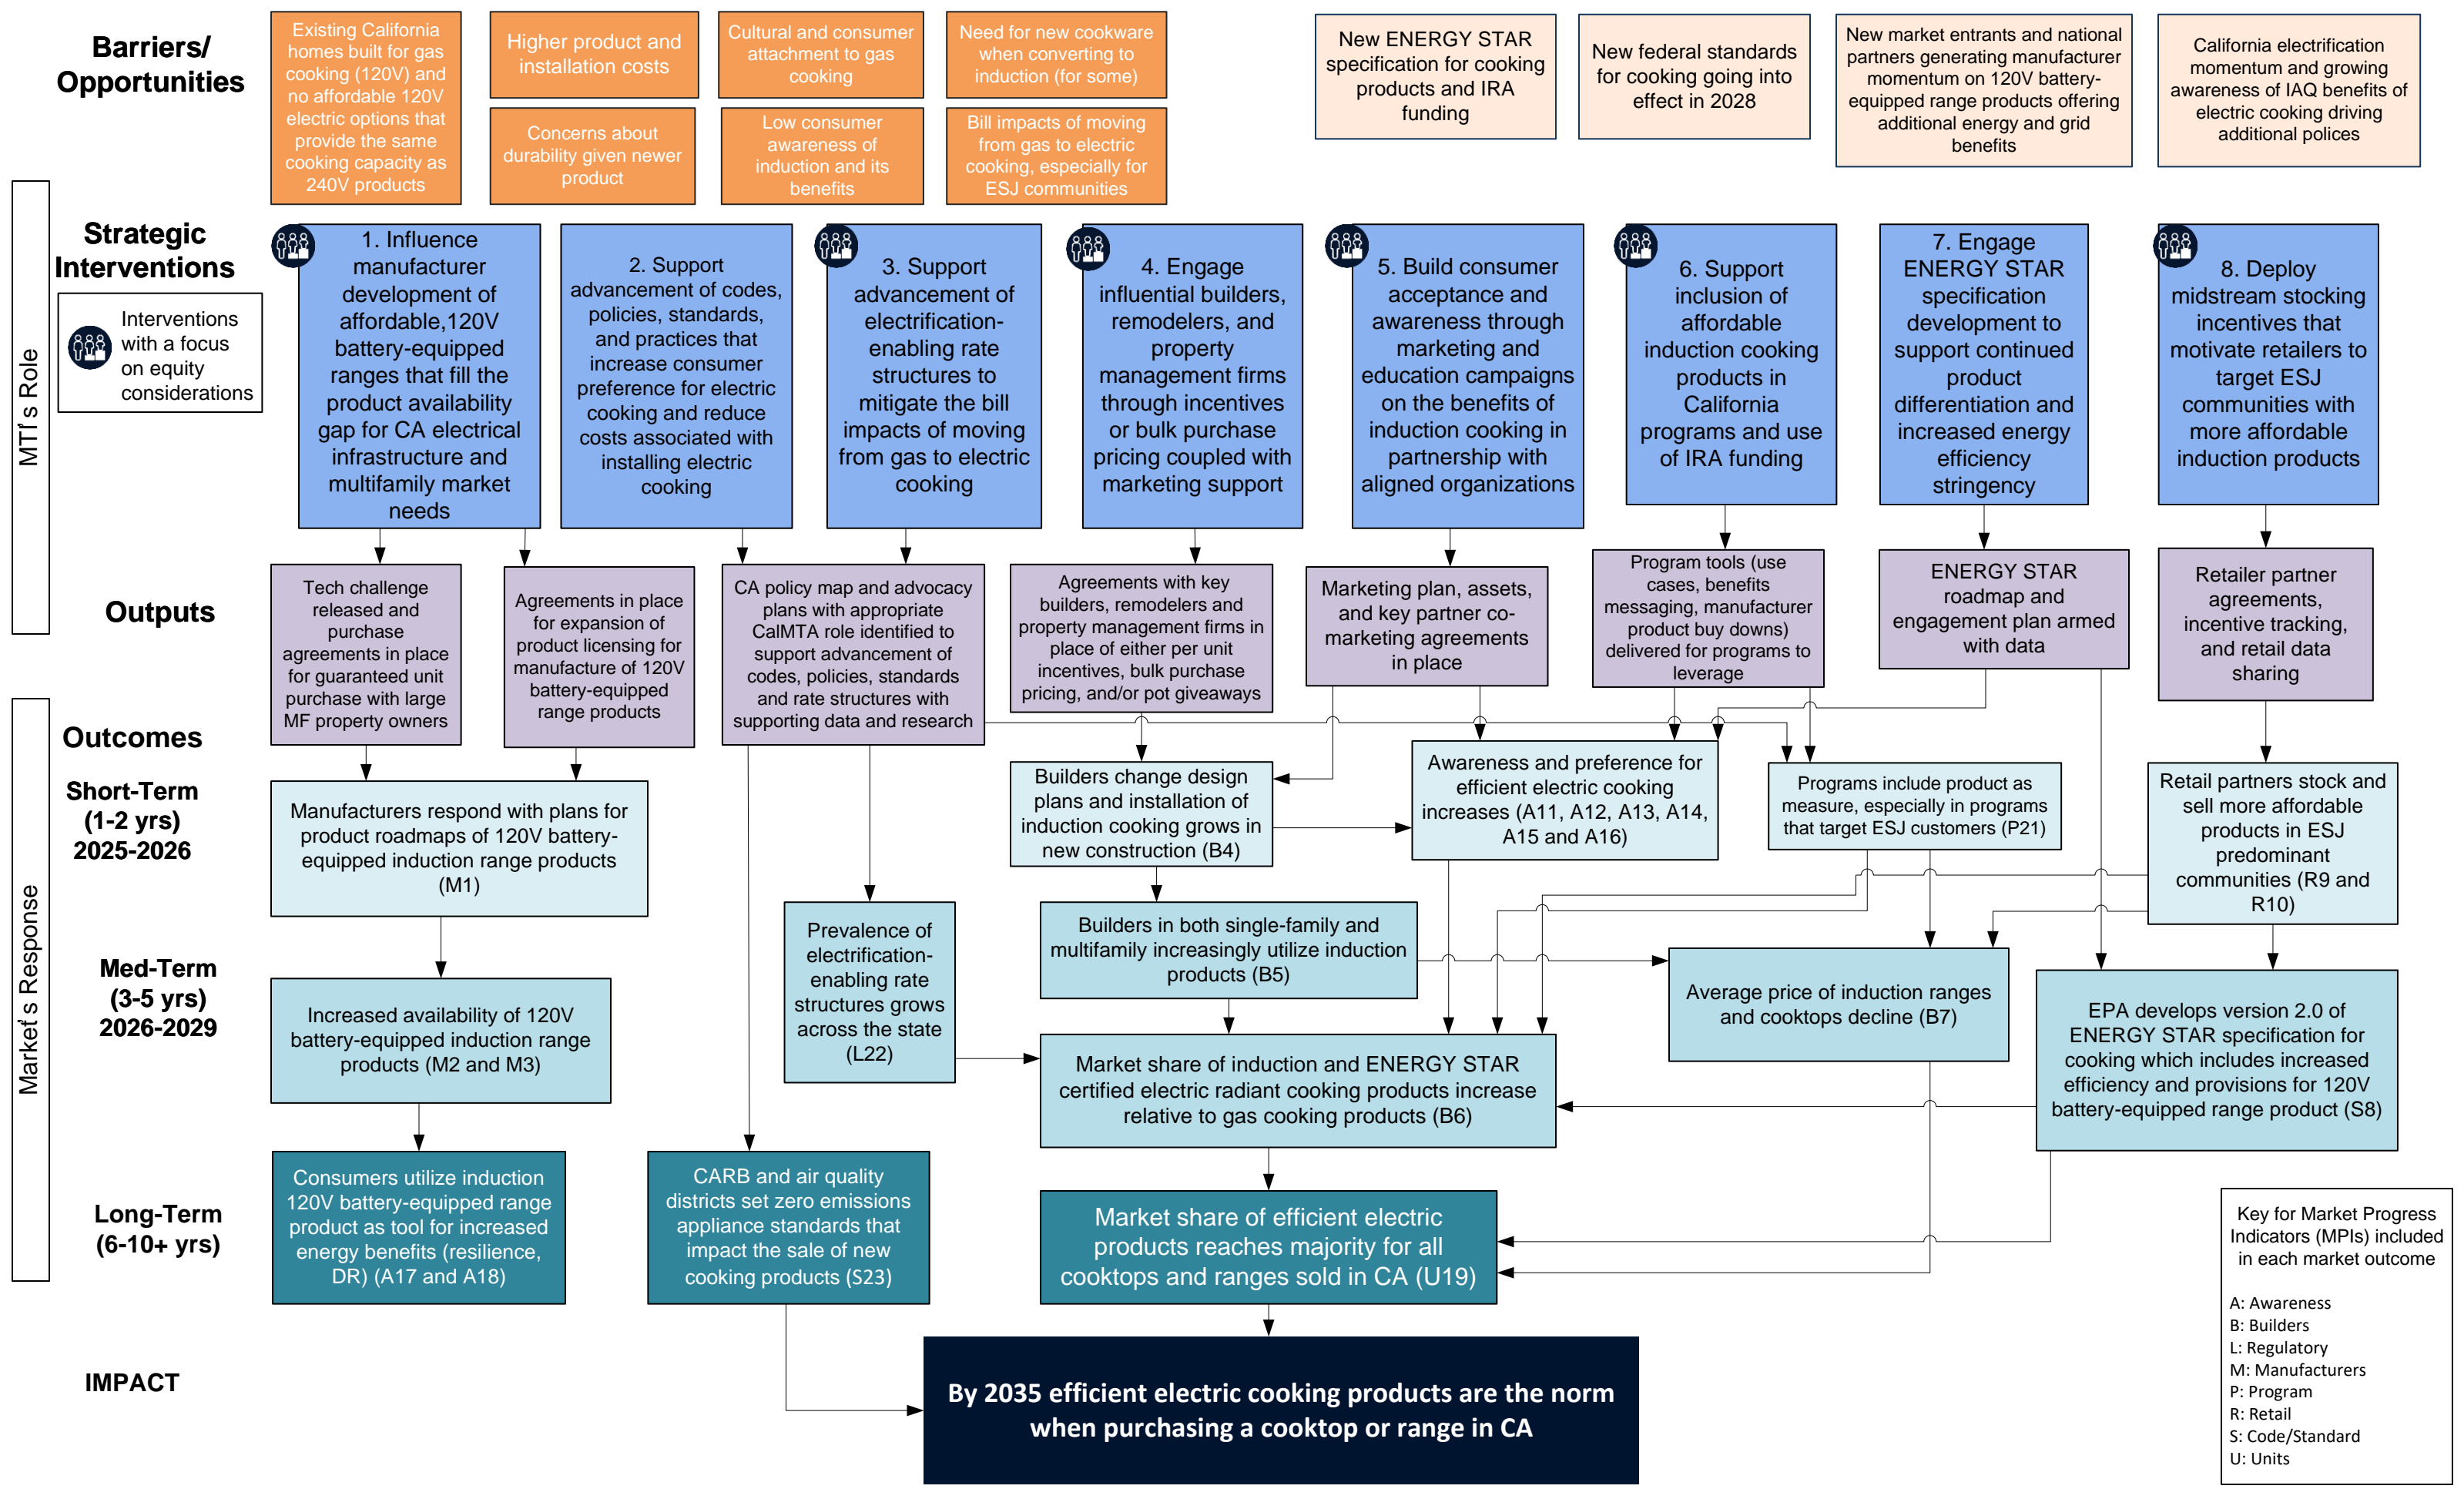 Barriers/
Opportunities
Existing California
homes built for gas
cooking (120V) and
no affordable 120V
electric options that
provide the same
cooking capacity as
240V products
Higher product and
installation costs
Concerns about
durability given newer
product
Cultural and consumer
attachment to gas
cooking
Low consumer
awareness of
induction and its
benefits
Need for new cookware
when converting to
induction (for some)
Bill impacts of moving
from gas to electric
cooking, especially for
ESJ communities
New ENERGY STAR
specification for cooking
products and IRA
funding
New federal standards
for cooking going into
effect in 2028
New market entrants and national
partners generating manufacturer
momentum on 120V battery-
equipped range products offering
additional energy and grid
benefits
California electrification
momentum and growing
awareness of IAQ benefits of
electric cooking driving
additional polices
MTI's Role
Strategic
Interventions
Interventions
with a focus
on equity
considerations
1. Influence
manufacturer
development of
affordable,120V
battery-equipped
ranges that fill the
product availability
gap for CA electrical
infrastructure and
multifamily market
needs
2. Support
advancement of codes,
policies, standards,
and practices that
increase consumer
preference for electric
cooking and reduce
costs associated with
installing electric
cooking
3. Support
advancement of
electrification-
enabling rate
structures to
mitigate the bill
impacts of moving
from gas to electric
cooking
4. Engage
influential builders,
remodelers, and
property
management firms
through incentives
or bulk purchase
pricing coupled with
marketing support
5. Build consumer
acceptance and
awareness through
marketing and
education campaigns
on the benefits of
induction cooking in
partnership with
aligned organizations
6. Support
inclusion of
affordable
induction cooking
products in
California
programs and use
of IRA funding
7. Engage
ENERGY STAR
specification
development to
support continued
product
differentiation and
increased energy
efficiency
stringency
8. Deploy
midstream stocking
incentives that
motivate retailers to
target ESJ
communities with
more affordable
induction products
Outputs
Tech challenge
released and
purchase
agreements in place
for guaranteed unit
purchase with large
MF property owners
Agreements in place
for expansion of
product licensing for
manufacture of 120V
battery-equipped
range products
CA policy map and advocacy
plans with appropriate
CalMTA role identified to
support advancement of
codes, policies, standards
and rate structures with
supporting data and research
Agreements with key
builders, remodelers and
property management firms in
place of either per unit
incentives, bulk purchase
pricing, and/or pot giveaways
Marketing plan, assets,
and key partner co-
marketing agreements
in place
Program tools (use
cases, benefits
messaging, manufacturer
product buy downs)
delivered for programs to
leverage
ENERGY STAR
roadmap and
engagement plan armed
with data
Retailer partner
agreements,
incentive tracking,
and retail data
sharing
Market's Response
Outcomes
Short-Term
(1-2 yrs)
2025-2026
Manufacturers respond with plans for
product roadmaps of 120V battery-
equipped induction range products
(M1)
Builders change design
plans and installation of
induction cooking grows in
new construction (B4)
Awareness and preference for
efficient electric cooking
increases (A11, A12, A13, A14,
A15 and A16)
Programs include product as
measure, especially in programs
that target ESJ customers (P21)
Retail partners stock and
sell more affordable
products in ESJ
predominant
communities (R9 and
R10)
Med-Term
(3-5 yrs)
2026-2029
Increased availability of 120V
battery-equipped induction range
products (M2 and M3)
Prevalence of
electrification-
enabling rate
structures grows
across the state
(L22)
Builders in both single-family and
multifamily increasingly utilize induction
products (B5)
Market share of induction and ENERGY STAR
certified electric radiant cooking products increase
relative to gas cooking products (B6)
Average price of induction ranges
and cooktops decline (B7)
EPA develops version 2.0 of
ENERGY STAR specification for
cooking which includes increased
efficiency and provisions for 120V
battery-equipped range product (S8)
Long-Term
(6-10+ yrs)
Consumers utilize induction
120V battery-equipped range
product as tool for increased
energy benefits (resilience,
DR) (A17 and A18)
CARB and air quality
districts set zero emissions
appliance standards that
impact the sale of new
cooking products (S23)
Market share of efficient electric
products reaches majority for all
cooktops and ranges sold in CA (U19)
IMPACT
By 2035 efficient electric cooking products are the norm
when purchasing a cooktop or range in CA
Key for Market Progress
Indicators (MPIs) included
in each market outcome
A: Awareness
B: Builders
L: Regulatory
M: Manufacturers
P: Program
R: Retail
S: Code/Standard
U: Units